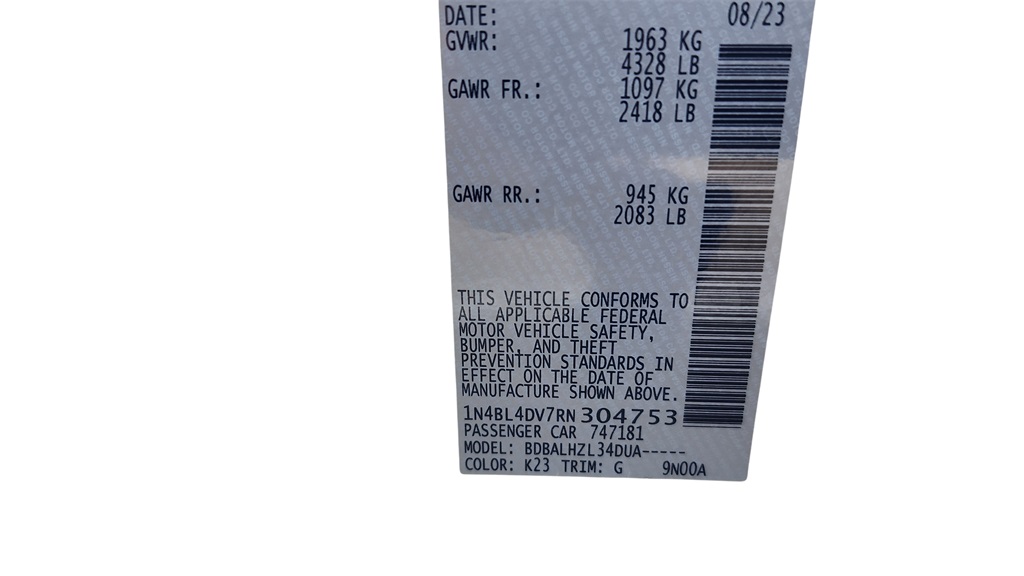 DATE: 08/23
GVWR: 1963 KG
4328 LB
GAWR FR.: 1097 KG
2418 LB
GAWR RR.: 945 KG
2083 LB
THIS VEHICLE CONFORMS TO
ALL APPLICABLE FEDERAL
MOTOR VEHICLE SAFETY,
BUMPER, AND THEFT
PREVENTION STANDARDS IN
EFFECT ON THE DATE OF
MANUFACTURE SHOWN ABOVE.
1N4BL4DV7RN304753
PASSENGER CAR 747181
MODEL: BDBALHZL34DUA-----
COLOR: K23 TRIM: G 9N00A